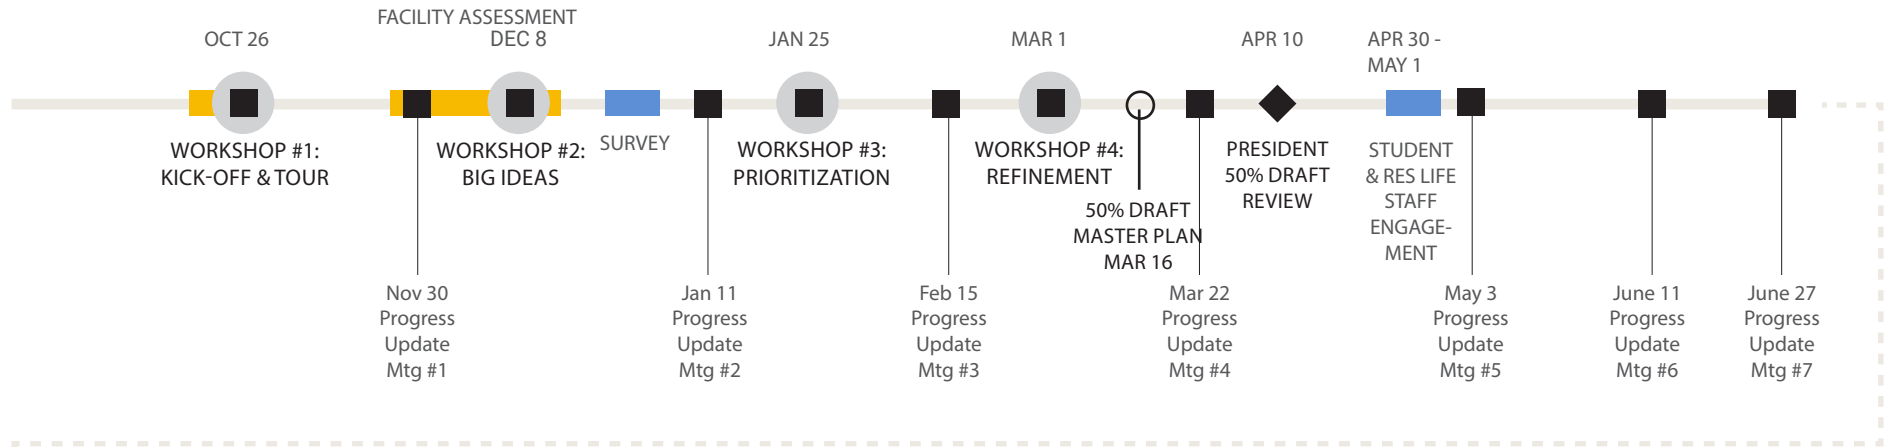 FACILITY ASSESSMENT
OCT 26
DEC 8
JAN 25
MAR 1
APR 10
APR 30 -
MAY 1
WORKSHOP #1:
KICK-OFF & TOUR
WORKSHOP #2:
BIG IDEAS
SURVEY
WORKSHOP #3:
PRIORITIZATION
WORKSHOP #4:
REFINEMENT
50% DRAFT
MASTER PLAN
MAR 16
PRESIDENT
50% DRAFT
REVIEW
STUDENT
& RES LIFE
STAFF
ENGAGE-
MENT
Nov 30
Progress
Update
Mtg #1
Jan 11
Progress
Update
Mtg #2
Feb 15
Progress
Update
Mtg #3
Mar 22
Progress
Update
Mtg #4
May 3
Progress
Update
Mtg #5
June 11
Progress
Update
Mtg #6
June 27
Progress
Update
Mtg #7